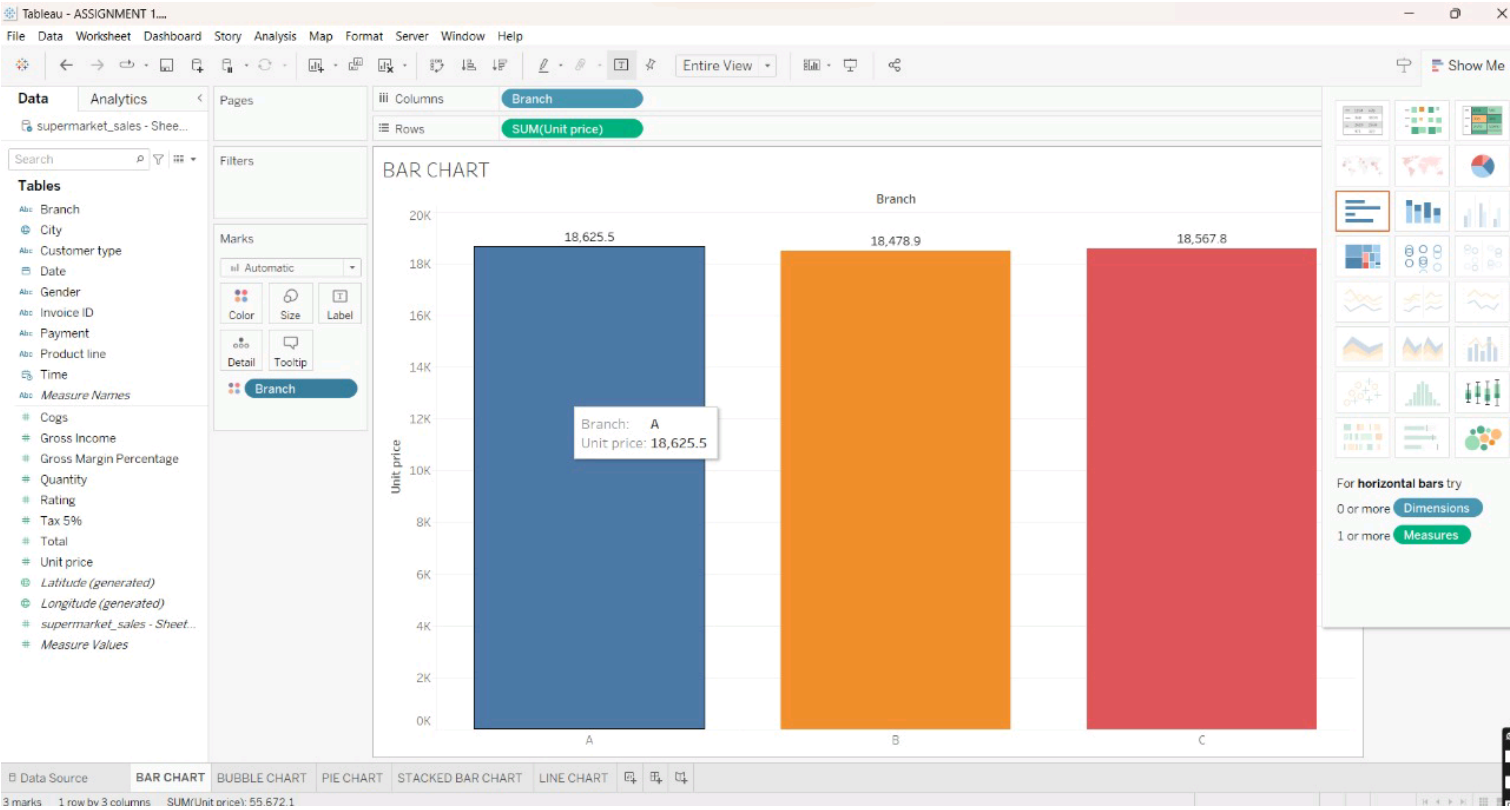 Tableau - ASSIGNMENT 1....
File Data Worksheet Dashboard Story Analysis Map Format Server Window Help
Entire View
Show Me
Data Analytics
supermarket_sales - Shee...
Search
Tables
Abc Branch
City
Abc Customer type
Date
Abc Gender
Abc Invoice ID
Abc Payment
Abc Product line
Time
Abc Measure Names
# Cogs
# Gross Income
# Gross Margin Percentage
# Quantity
# Rating
# Tax 5%
# Total
# Unit price
Latitude (generated)
Longitude (generated)
# supermarket_sales - Sheet...
# Measure Values
Pages
Filters
Marks
Automatic
Color Size Label
Detail Tooltip
Branch
Columns Branch
Rows SUM(Unit price)
BAR CHART
Branch
20K
18K
16K
14K
12K
10K
8K
6K
4K
2K
0K
Unit price
18,625.5 18,478.9 18,567.8
Branch: A
Unit price: 18,625.5
A B C
For horizontal bars try
0 or more Dimensions
1 or more Measures
Data Source BAR CHART BUBBLE CHART PIE CHART STACKED BAR CHART LINE CHART
3 marks 1 row by 3 columns SUM(Unit price): 55,672.1